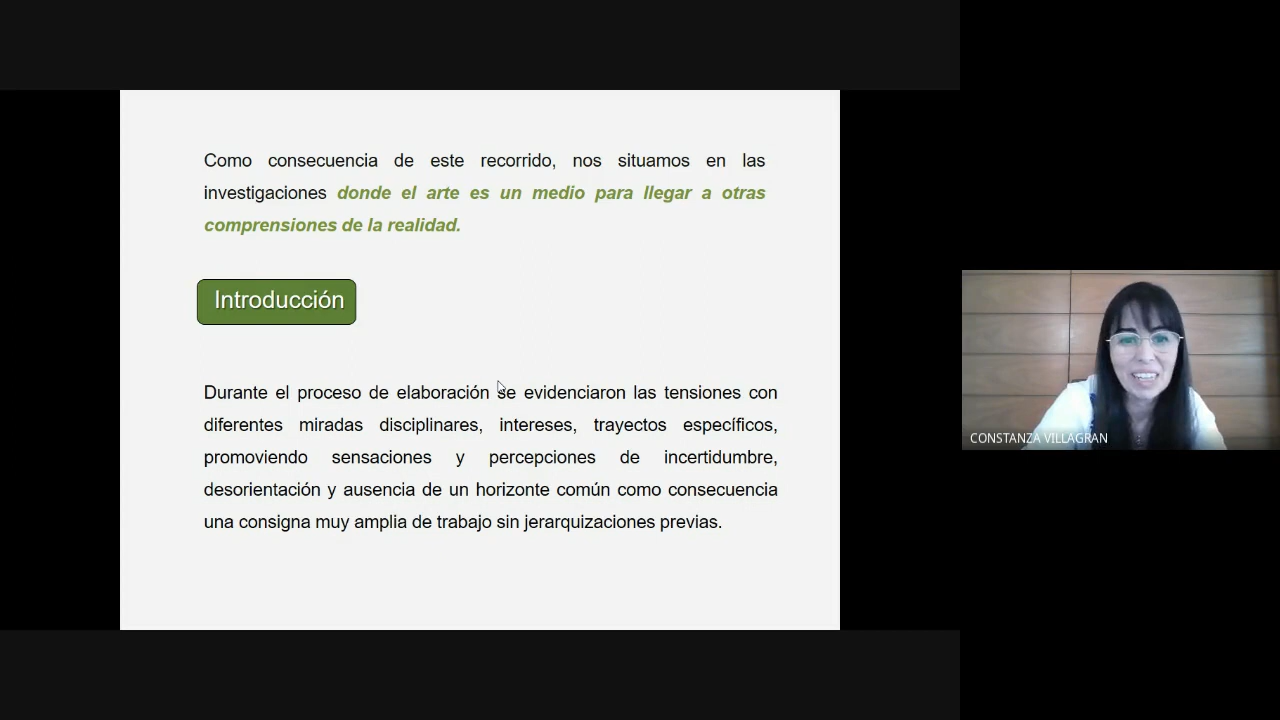 Como consecuencia de este recorrido, nos situamos en las
investigaciones donde el arte es un medio para llegar a otras
comprensiones de la realidad.
Introducción
Durante el proceso de elaboración se evidenciaron las tensiones con
diferentes miradas disciplinares, intereses, trayectos específicos,
promoviendo sensaciones y percepciones de incertidumbre,
desorientación y ausencia de un horizonte común como consecuencia
una consigna muy amplia de trabajo sin jerarquizaciones previas.
CONSTANZA VILLAGRAN